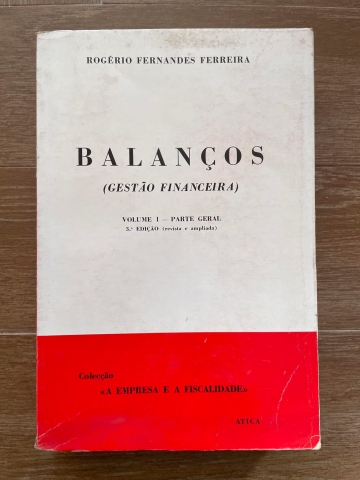 ROGÉRIO FERNANDES FERREIRA
BALANÇOS
(GESTÃO FINANCEIRA)
VOLUME I — PARTE GERAL
3.ª EDIÇÃO (revista e ampliada)
Colecção
«A EMPRESA E A FISCALIDADE»
ATICA